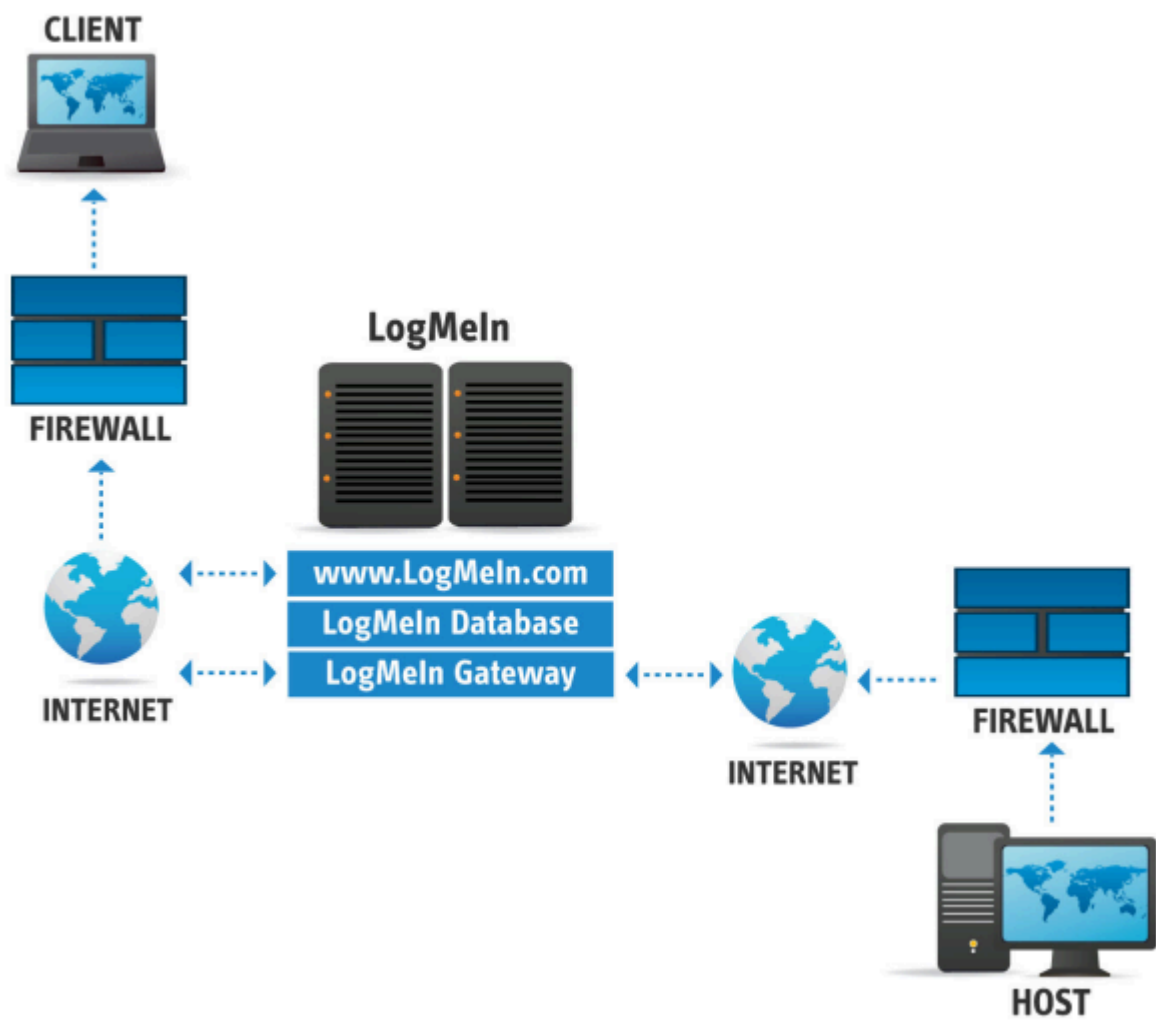 CLIENT
FIREWALL
LogMeIn
www.LogMeIn.com
LogMeIn Database
LogMeIn Gateway
INTERNET
INTERNET
FIREWALL
HOST